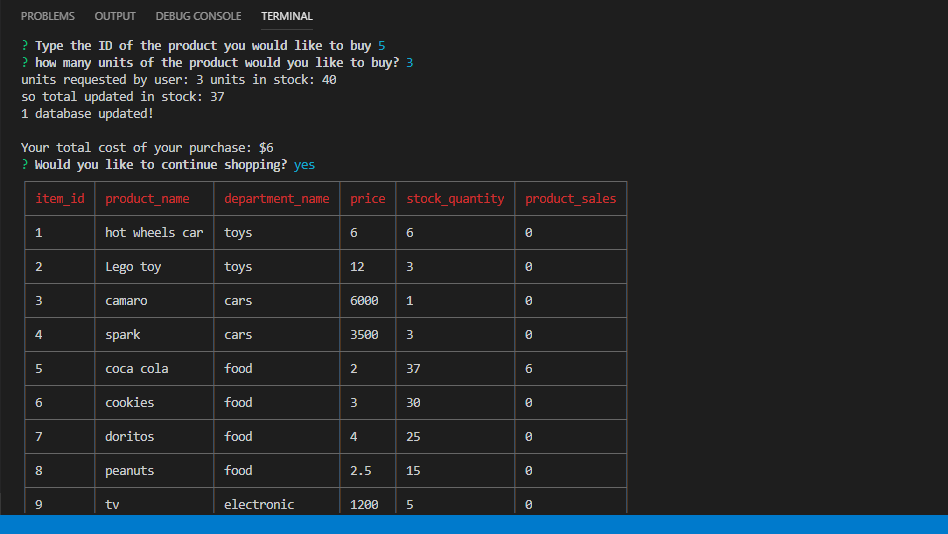 PROBLEMS OUTPUT DEBUG CONSOLE TERMINAL
? Type the ID of the product you would like to buy 5
? how many units of the product would you like to buy? 3
units requested by user: 3 units in stock: 40
so total updated in stock: 37
1 database updated!
Your total cost of your purchase: $6
? Would you like to continue shopping? yes
item_id product_name department_name price stock_quantity product_sales
1 hot wheels car toys 6 6 0
2 Lego toy toys 12 3 0
3 camaro cars 6000 1 0
4 spark cars 3500 3 0
5 coca cola food 2 37 6
6 cookies food 3 30 0
7 doritos food 4 25 0
8 peanuts food 2.5 15 0
9 tv electronic 1200 5 0